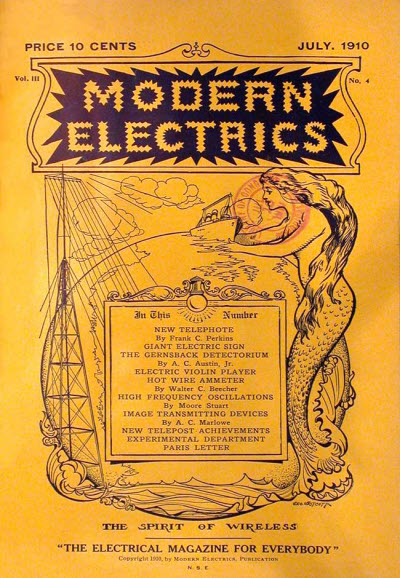 PRICE 10 CENTS JULY. 1910
Vol. III No. 4
MODERN
ELECTRICS
In This Number
NEW TELEPHOTE
By Frank C. Perkins
GIANT ELECTRIC SIGN
THE GERNSBACK DETECTORIUM
By A. C. Austin, Jr.
ELECTRIC VIOLIN PLAYER
HOT WIRE AMMETER
By Walter C. Beecher
HIGH FREQUENCY OSCILLATIONS
By Moore Stuart
IMAGE TRANSMITTING DEVICES
By A. C. Marlowe
NEW TELEPOST ACHIEVEMENTS
EXPERIMENTAL DEPARTMENT
PARIS LETTER
THE SPIRIT OF WIRELESS
"THE ELECTRICAL MAGAZINE FOR EVERYBODY"
Copyright 1910, by MODERN ELECTRICS, PUBLICATION
N. S. E.